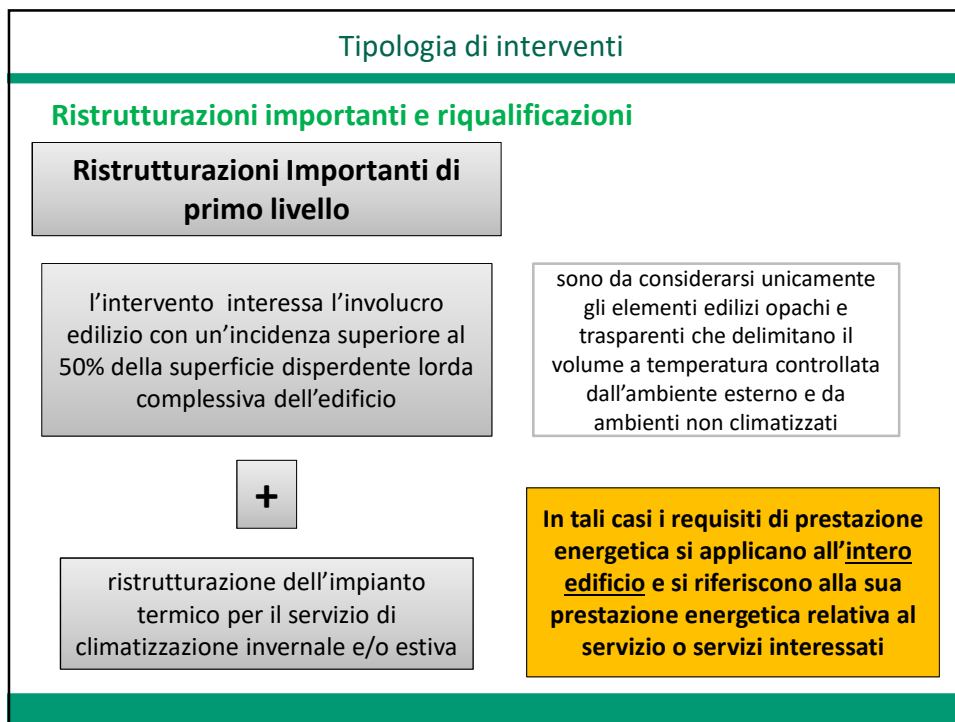 Tipologia di interventi
Ristrutturazioni importanti e riqualificazioni
Ristrutturazioni Importanti di
primo livello
l’intervento interessa l’involucro
edilizio con un’incidenza superiore al
50% della superficie disperdente lorda
complessiva dell’edificio
sono da considerarsi unicamente
gli elementi edilizi opachi e
trasparenti che delimitano il
volume a temperatura controllata
dall’ambiente esterno e da
ambienti non climatizzati
+
ristrutturazione dell’impianto
termico per il servizio di
climatizzazione invernale e/o estiva
In tali casi i requisiti di prestazione
energetica si applicano all’intero
edificio e si riferiscono alla sua
prestazione energetica relativa al
servizio o servizi interessati